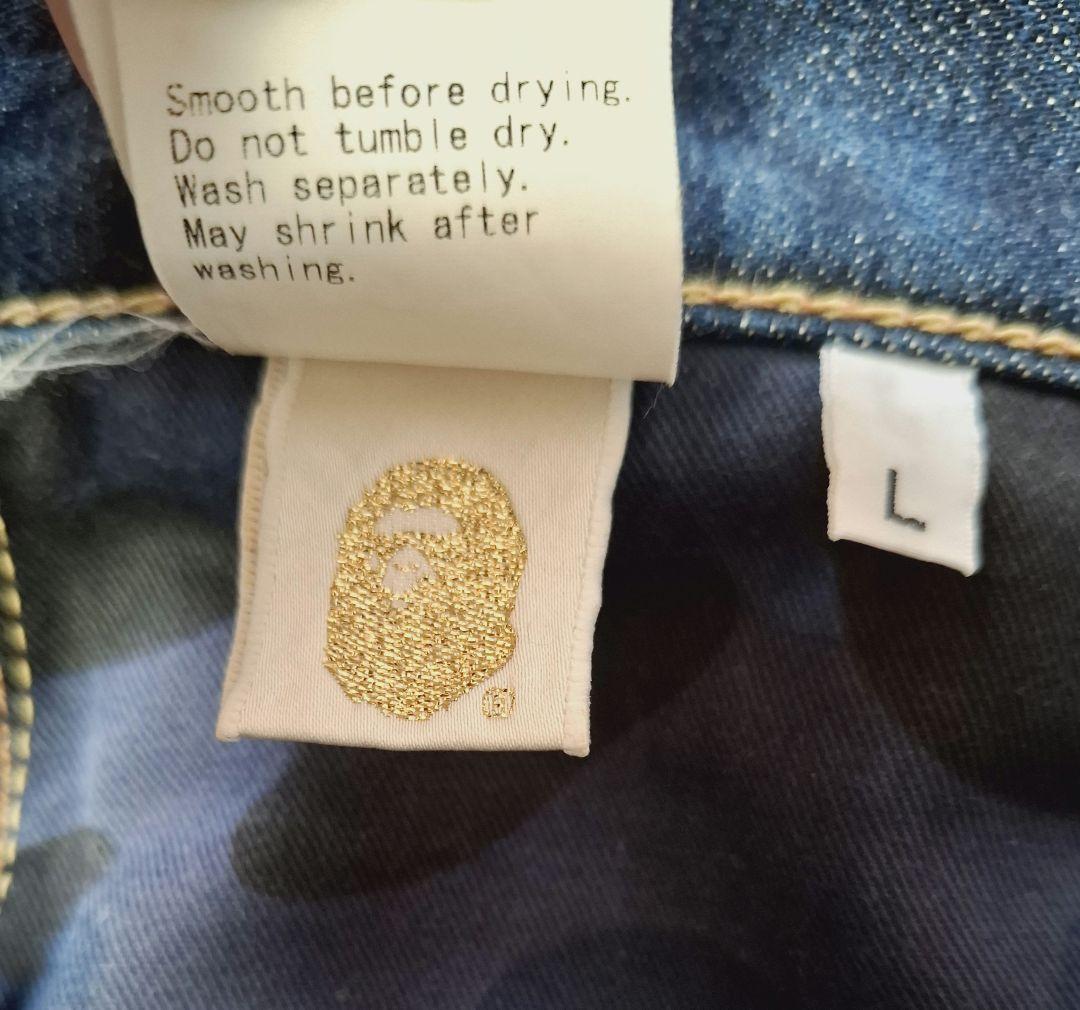 Smooth before drying.
Do not tumble dry.
Wash separately.
May shrink after
washing.
L